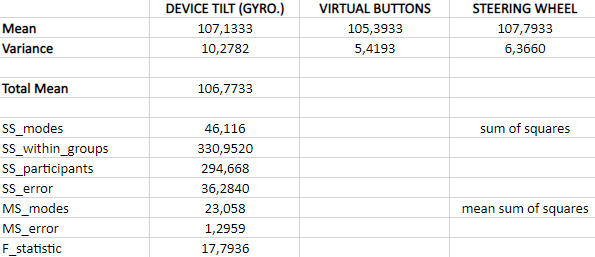 DEVICE TILT (GYRO.) VIRTUAL BUTTONS STEERING WHEEL
Mean 107,1333 105,3933 107,7933
Variance 10,2782 5,4193 6,3660
Total Mean 106,7733
SS_modes 46,116 sum of squares
SS_within_groups 330,9520
SS_participants 294,668
SS_error 36,2840
MS_modes 23,058 mean sum of squares
MS_error 1,2959
F_statistic 17,7936